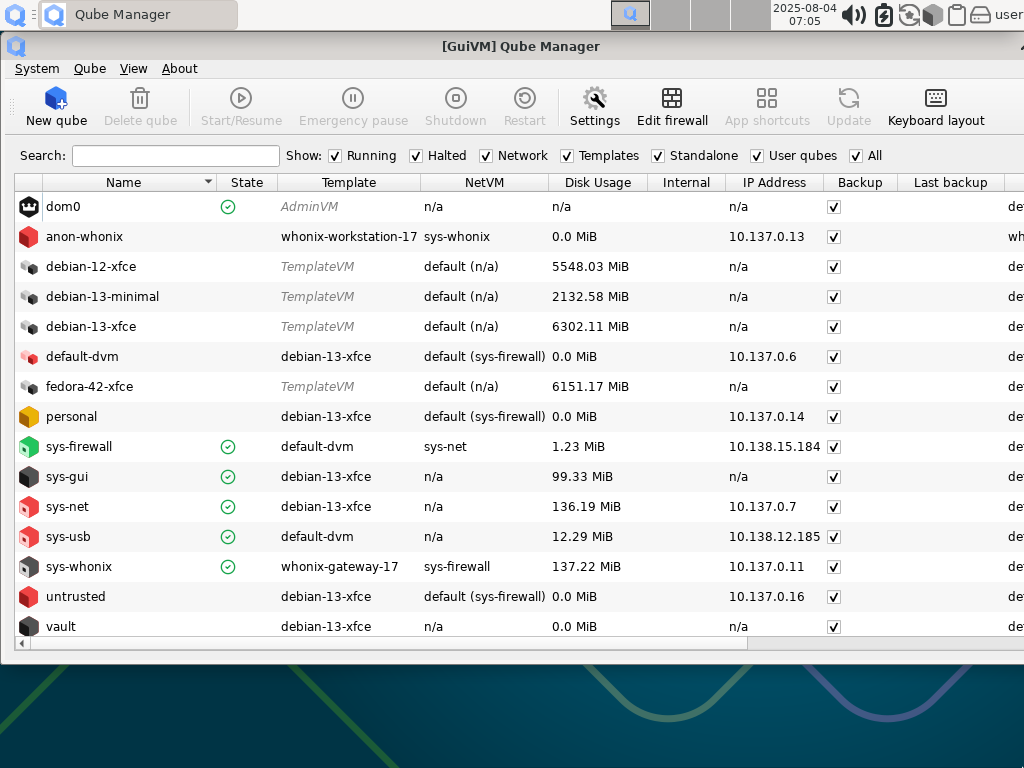 Qube Manager 2025-08-04
07:05 user
[GuiVM] Qube Manager
System Qube View About
New qube Delete qube Start/Resume Emergency pause Shutdown Restart Settings Edit firewall App shortcuts Update Keyboard layout
Search: Show: Running Halted Network Templates Standalone User qubes All
Name State Template NetVM Disk Usage Internal IP Address Backup Last backup
dom0 AdminVM n/a n/a n/a de
anon-whonix whonix-workstation-17 sys-whonix 0.0 MiB 10.137.0.13 wh
debian-12-xfce TemplateVM default (n/a) 5548.03 MiB n/a de
debian-13-minimal TemplateVM default (n/a) 2132.58 MiB n/a de
debian-13-xfce TemplateVM default (n/a) 6302.11 MiB n/a de
default-dvm debian-13-xfce default (sys-firewall) 0.0 MiB 10.137.0.6 de
fedora-42-xfce TemplateVM default (n/a) 6151.17 MiB n/a de
personal debian-13-xfce default (sys-firewall) 0.0 MiB 10.137.0.14 de
sys-firewall default-dvm sys-net 1.23 MiB 10.138.15.184 de
sys-gui debian-13-xfce n/a 99.33 MiB n/a de
sys-net debian-13-xfce n/a 136.19 MiB 10.137.0.7 de
sys-usb default-dvm n/a 12.29 MiB 10.138.12.185 de
sys-whonix whonix-gateway-17 sys-firewall 137.22 MiB 10.137.0.11 de
untrusted debian-13-xfce default (sys-firewall) 0.0 MiB 10.137.0.16 de
vault debian-13-xfce n/a 0.0 MiB n/a de